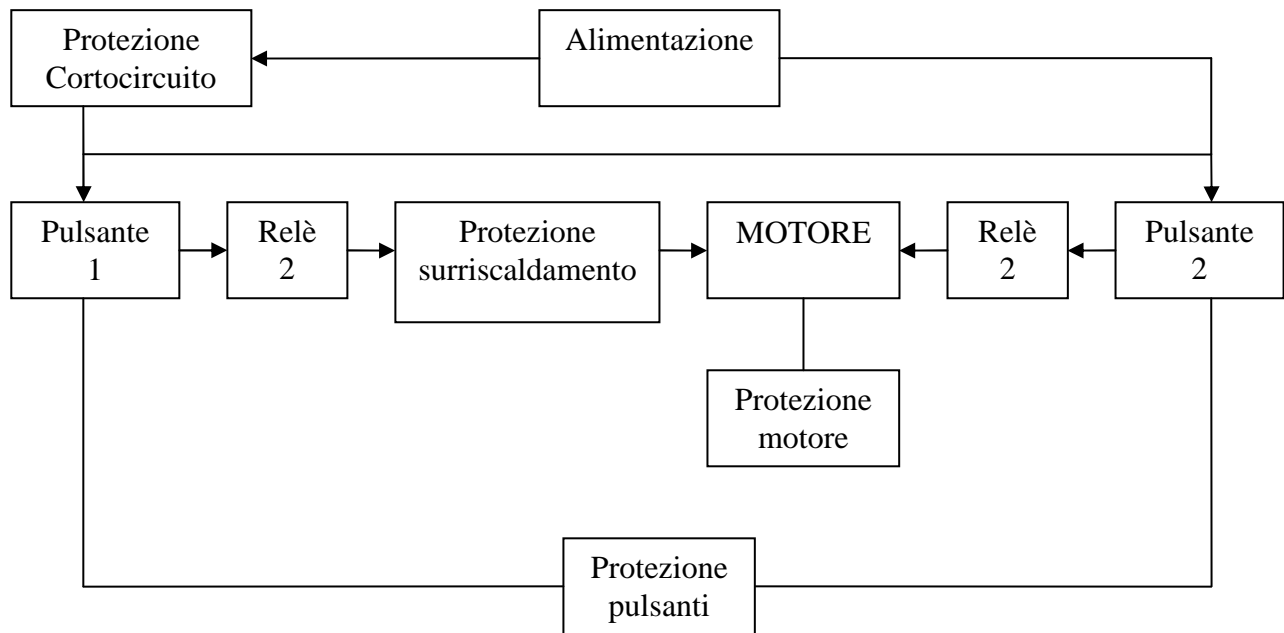 Protezione
Cortocircuito
Alimentazione
Pulsante
1
Relè
2
Protezione
surriscaldamento
MOTORE
Relè
2
Pulsante
2
Protezione
motore
Protezione
pulsanti